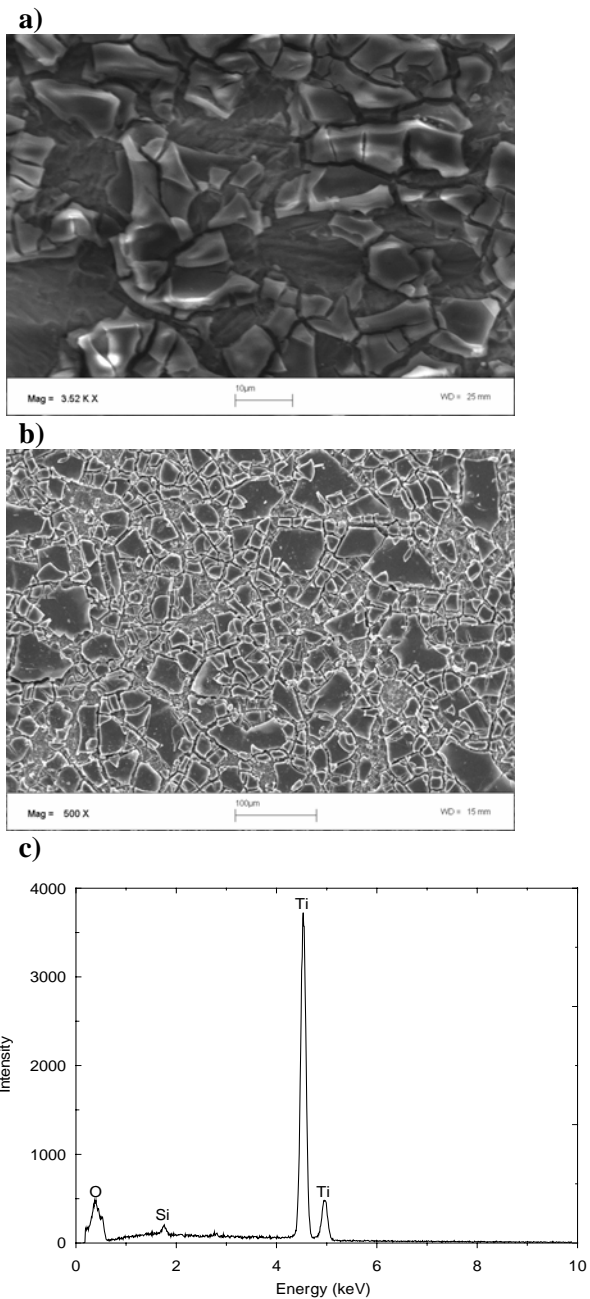 a)
Mag = 3.52 K X 10µm WD = 25 mm
b)
Mag = 500 X 100µm WD = 15 mm
c)
4000
3000
2000
1000
0
Intensity
Ti
Ti
O
Si
0 2 4 6 8 10
Energy (keV)